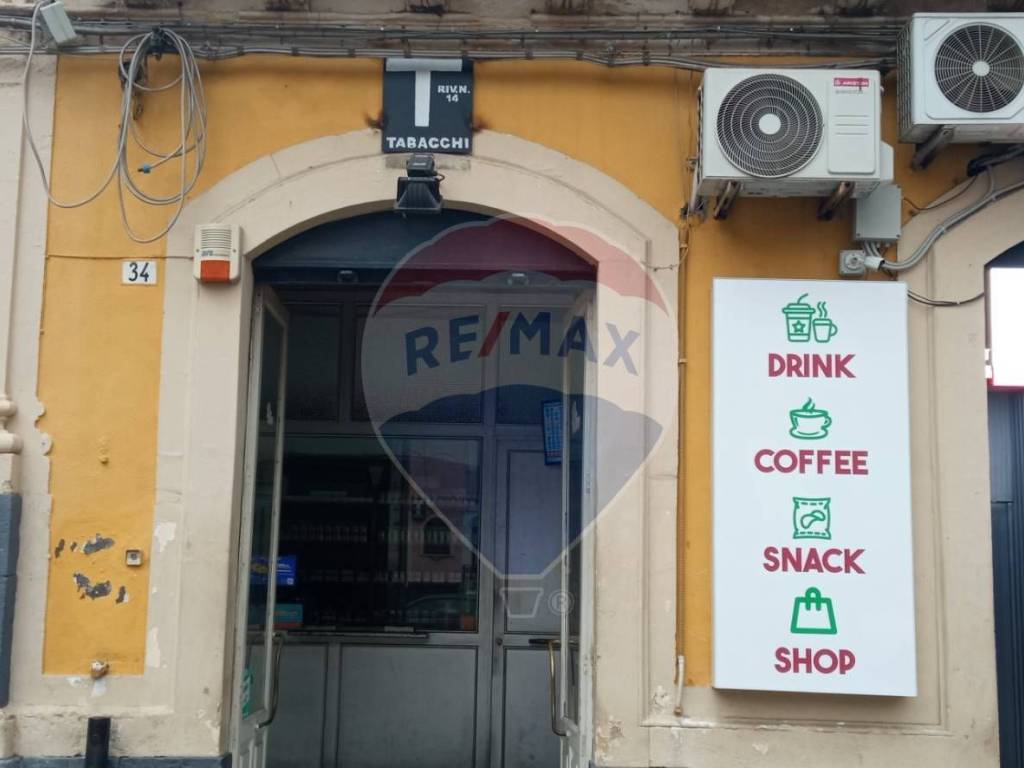 RIV.N.
14
TABACCHI
34
RE/MAX
DRINK
COFFEE
SNACK
SHOP